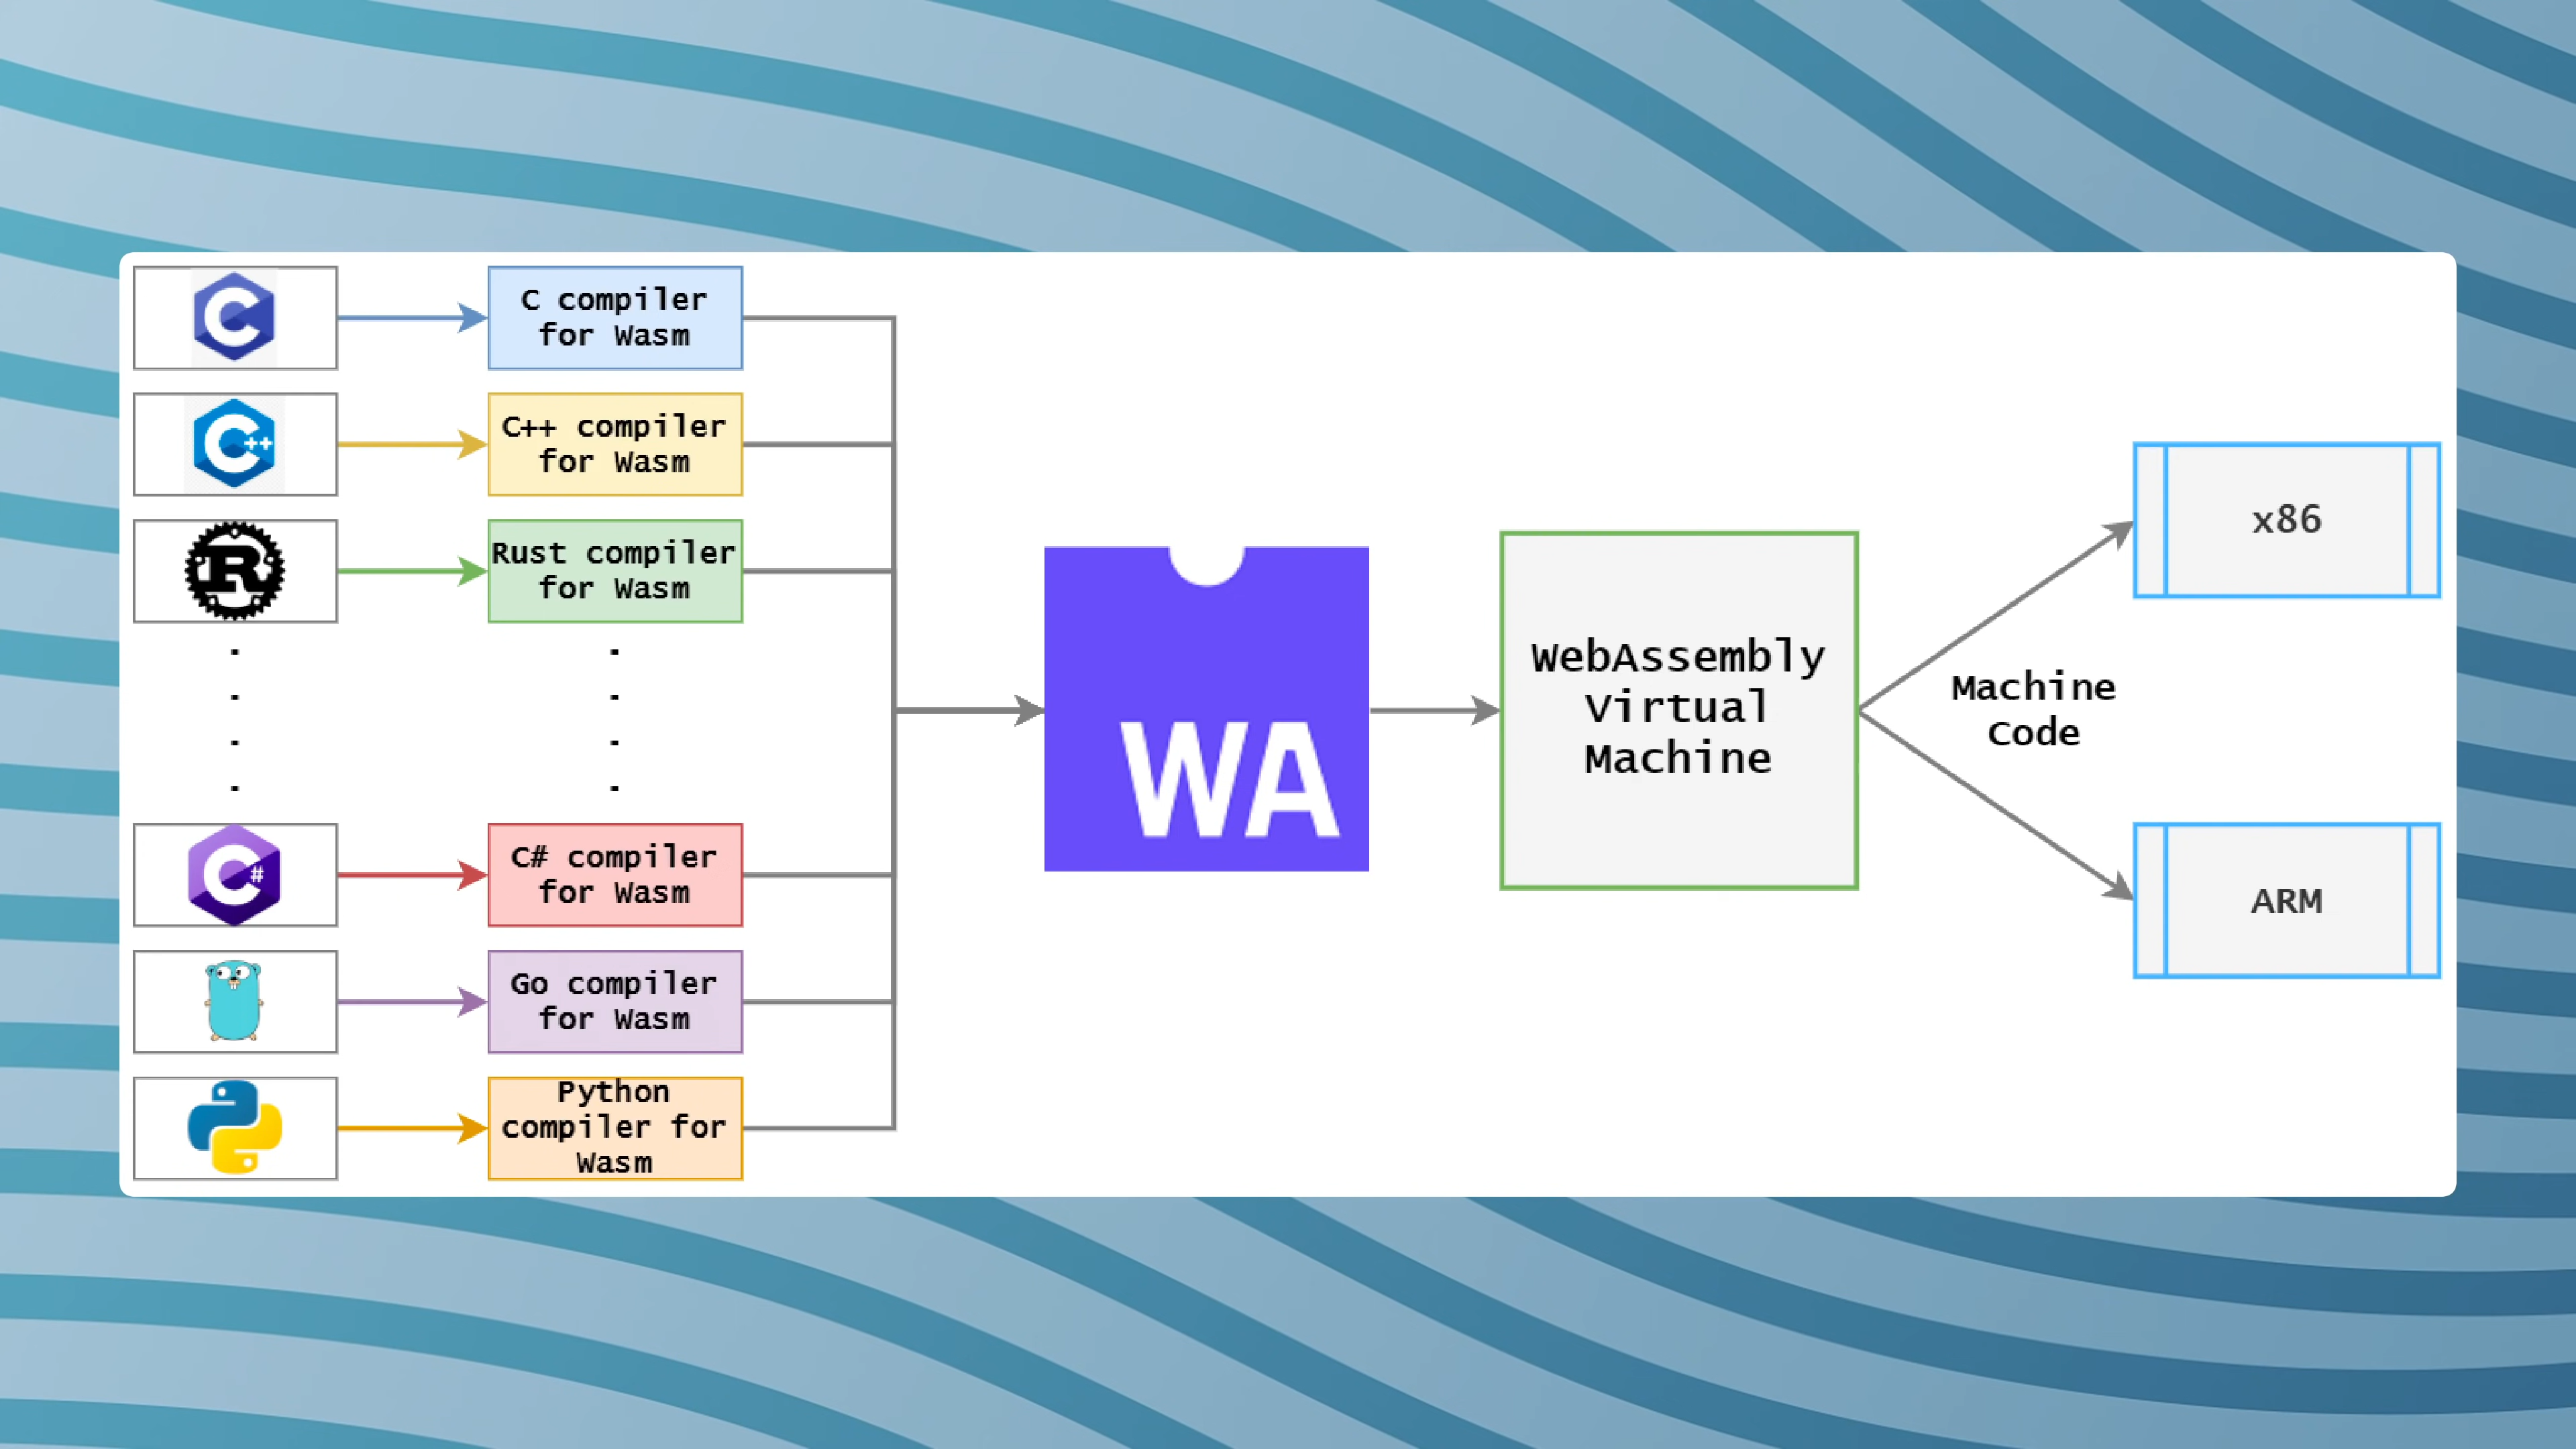 C
C compiler
for Wasm
C++
C++ compiler
for Wasm
R
Rust compiler
for Wasm
C#
C# compiler
for Wasm
Go compiler
for Wasm
Python
compiler for
Wasm
WA
WebAssembly
Virtual
Machine
Machine
Code
x86
ARM